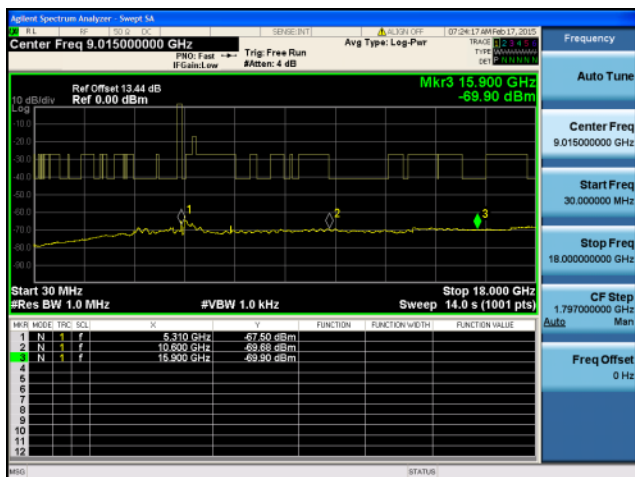 Agilent Spectrum Analyzer - Swept SA
RL RF 50 Ω DC SENSE:INT ALIGN OFF 07:24:17 AM Feb 17, 2015
Center Freq 9.015000000 GHz
PNO: Fast
IFGain:Low
Trig: Free Run
#Atten: 4 dB
Avg Type: Log-Pwr
TRACE 1 2 3 4 5 6
TYPE
DET P N N N N N
Ref Offset 13.44 dB
Ref 0.00 dBm
Mkr3 15.900 GHz
-69.90 dBm
10 dB/div
Log
-10.0
-20.0
-30.0
-40.0
-50.0
-60.0
-70.0
-80.0
-90.0
1
2
3
Start 30 MHz
Stop 18.000 GHz
#Res BW 1.0 MHz #VBW 1.0 kHz Sweep 14.0 s (1001 pts)
MKR MODE TRC SCL X Y FUNCTION FUNCTION WIDTH FUNCTION VALUE
1 N 1 f 5.310 GHz -67.50 dBm
2 N 1 f 10.600 GHz -69.68 dBm
3 N 1 f 15.900 GHz -69.90 dBm
4
5
6
7
8
9
10
11
12
MSG STATUS
Frequency
Auto Tune
Center Freq
9.015000000 GHz
Start Freq
30.000000 MHz
Stop Freq
18.000000000 GHz
CF Step
1.797000000 GHz
Auto Man
Freq Offset
0 Hz